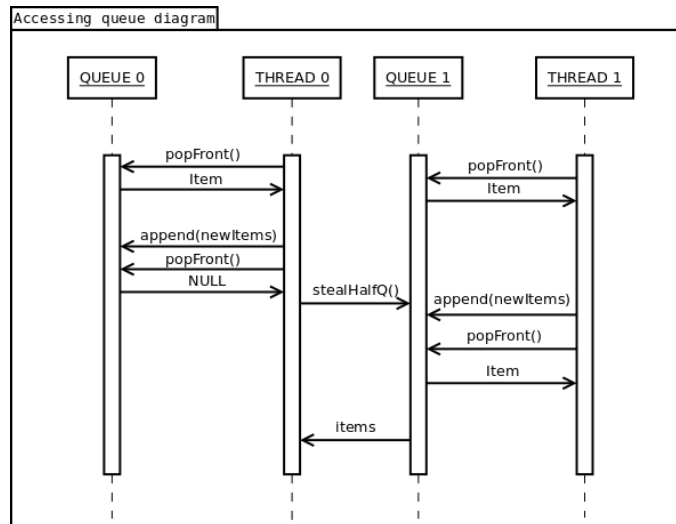 Accessing queue diagram
QUEUE 0
THREAD 0
QUEUE 1
THREAD 1
popFront()
popFront()
Item
Item
append(newItems)
popFront()
NULL
stealHalfQ()
append(newItems)
popFront()
Item
items